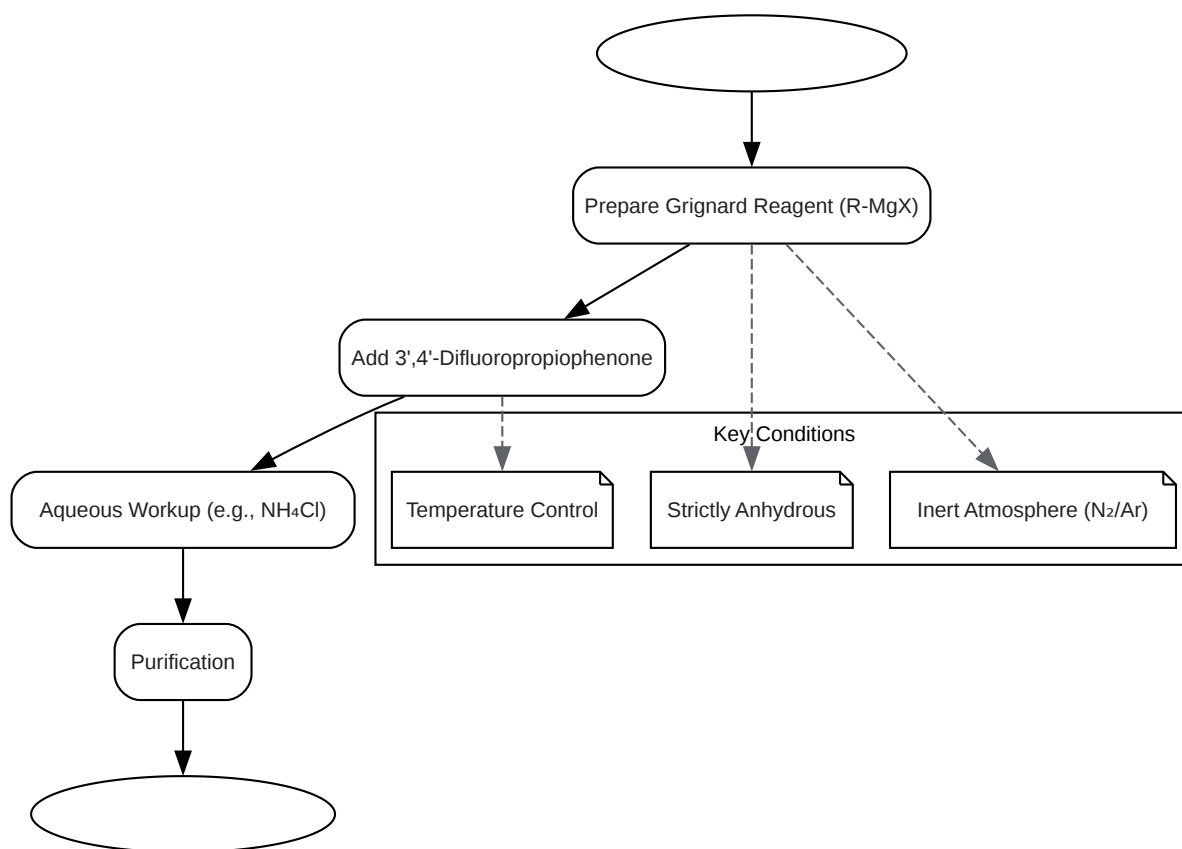 Prepare Grignard Reagent (R-MgX)
Add 3',4'-Difluoropropiophenone
Key Conditions
Aqueous Workup (e.g., NH₄Cl)
Temperature Control
Strictly Anhydrous
Inert Atmosphere (N₂/Ar)
Purification